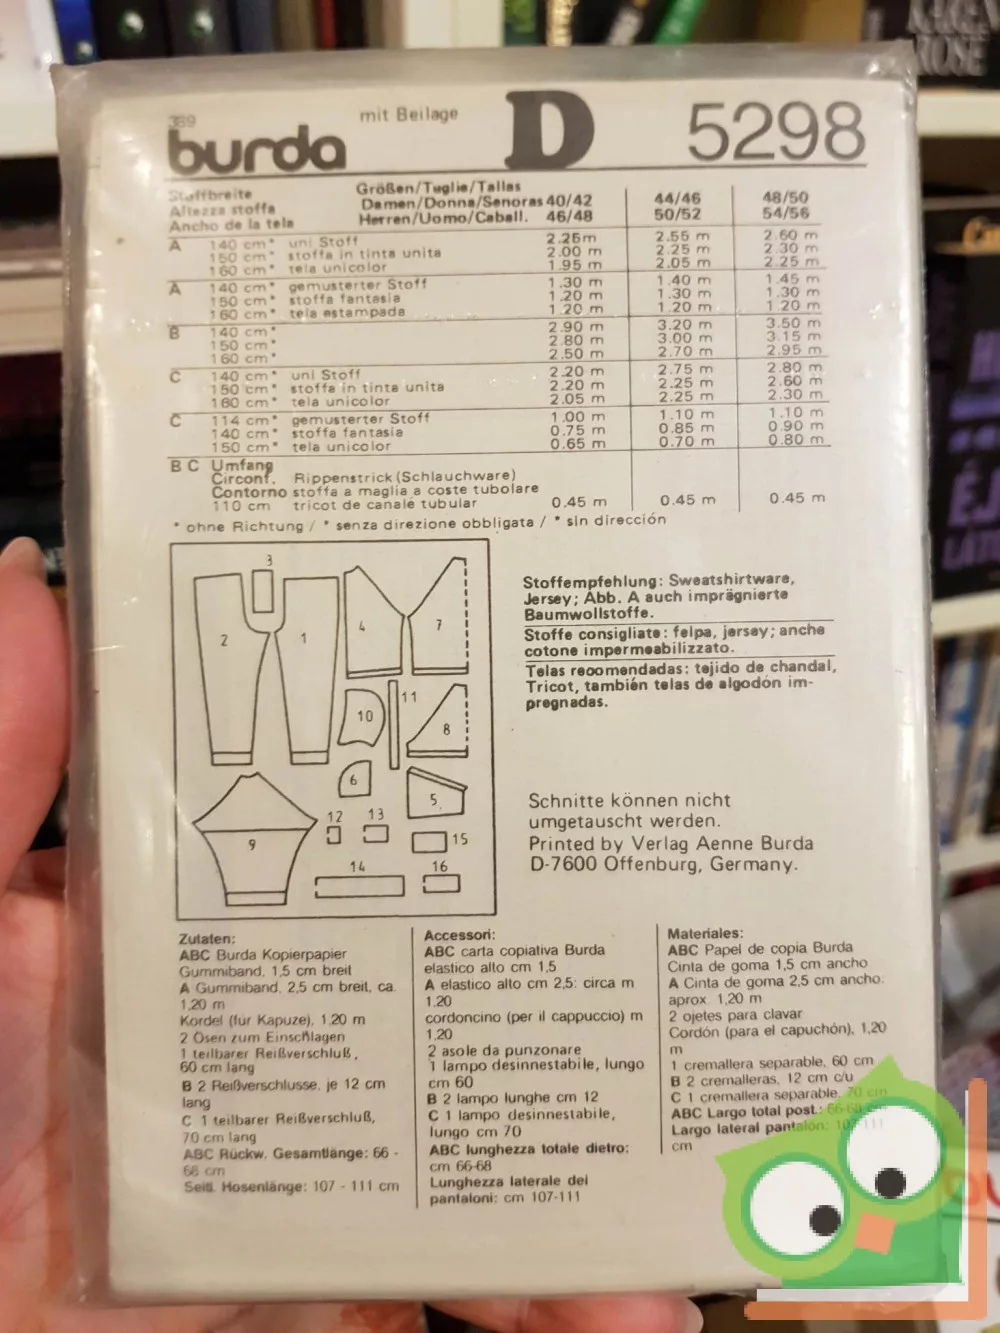 KAREN
ROSE
369
burda
mit Beilage
D
5298
Stoffbreite
Altezza stoffa
Ancho de la tela
Größen/Tuglie/Tallas
Damen/Donna/Senoras 40/42 44/46 48/50
Herren/Uomo/Caball. 46/48 50/52 54/56
A 140 cm* uni Stoff 2.25m 2.55 m 2.60 m
150 cm* stoffa in tinta unita 2.00 m 2.25 m 2.30 m
160 cm* tela unicolor 1.95 m 2.05 m 2.25 m
A 140 cm* gemusterter Stoff 1.30 m 1.40 m 1.45 m
150 cm* stoffa fantasia 1.20 m 1.30 m 1.30 m
160 cm* tela estampada 1.20 m 1.20 m 1.20 m
B 140 cm* 2.90 m 3.20 m 3.50 m
150 cm* 2.80 m 3.00 m 3.15 m
160 cm* 2.50 m 2.70 m 2.95 m
C 140 cm* uni Stoff 2.20 m 2.75 m 2.80 m
150 cm* stoffa in tinta unita 2.20 m 2.25 m 2.60 m
160 cm* tela unicolor 2.05 m 2.25 m 2.30 m
C 114 cm* gemusterter Stoff 1.00 m 1.10 m 1.10 m
140 cm* stoffa fantasia 0.75 m 0.85 m 0.90 m
150 cm* tela unicolor 0.65 m 0.70 m 0.80 m
B C Umfang
Circonf. Rippenstrick (Schlauchware)
Contorno stoffa a maglia a coste tubolare
110 cm tricot de canale tubular 0.45 m 0.45 m 0.45 m
* ohne Richtung / * senza direzione obbligata / * sin dirección
3
2
1
4
7
10
11
8
6
5
9
12
13
15
14
16
Stoffempfehlung: Sweatshirtware,
Jersey; Abb. A auch imprägnierte
Baumwollstoffe.
Stoffe consigliate: felpa, jersey; anche
cotone impermeabilizzato.
Telas recomendadas: tejido de chandal,
Tricot, también telas de algodón im-
pregnadas.
Schnitte können nicht
umgetauscht werden.
Printed by Verlag Aenne Burda
D-7600 Offenburg, Germany.
Zutaten:
ABC Burda Kopierpapier
Gummiband, 1,5 cm breit
A Gummiband, 2,5 cm breit, ca.
1,20 m
Kordel (für Kapuze), 1,20 m
2 Ösen zum Einschlagen
1 teilbarer Reißverschluß,
60 cm lang
B 2 Reißverschlusse, je 12 cm
lang
C 1 teilbarer Reißverschluß,
70 cm lang
ABC Rückw. Gesamtlänge: 66 -
68 cm
Seitl. Hosenlänge: 107 - 111 cm
Accessori:
ABC carta copiativa Burda
elastico alto cm 1,5
A elastico alto cm 2,5: circa m
1,20
cordoncino (per il cappuccio) m
1,20
2 asole da punzonare
1 lampo desinnestabile, lungo
cm 60
B 2 lampo lunghe cm 12
C 1 lampo desinnestabile,
lungo cm 70
ABC lunghezza totale dietro:
cm 66-68
Lunghezza laterale dei
pantaloni: cm 107-111
Materiales:
ABC Papel de copia Burda
Cinta de goma 1,5 cm ancho
A Cinta de goma 2,5 cm ancho:
aprox 1,20 m
2 ojetes para clavar
Cordón (para el capuchón), 1,20
m
1 cremallera separable, 60 cm
B 2 cremalleras, 12 cm c/u
C 1 cremallera separable, 70 cm
ABC Largo total post.: 66-68 cm
Largo lateral pantalón: 107-111
cm